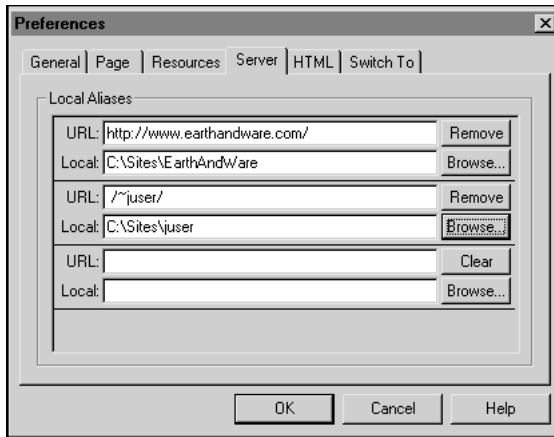 Preferences
General Page Resources Server HTML Switch To
Local Aliases
URL: http://www.earthandware.com/ Remove
Local: C:\Sites\EarthAndWare Browse...
URL: /~juser/ Remove
Local: C:\Sites\juser Browse...
URL: Clear
Local: Browse...
OK Cancel Help